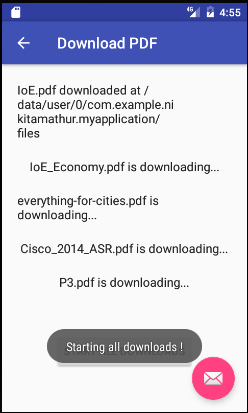 4G 4:55
Download PDF
IoE.pdf downloaded at /
data/user/0/com.example.ni
kitamathur.myapplication/
files
IoE_Economy.pdf is downloading...
everything-for-cities.pdf is
downloading...
Cisco_2014_ASR.pdf is downloading...
P3.pdf is downloading...
Starting all downloads !